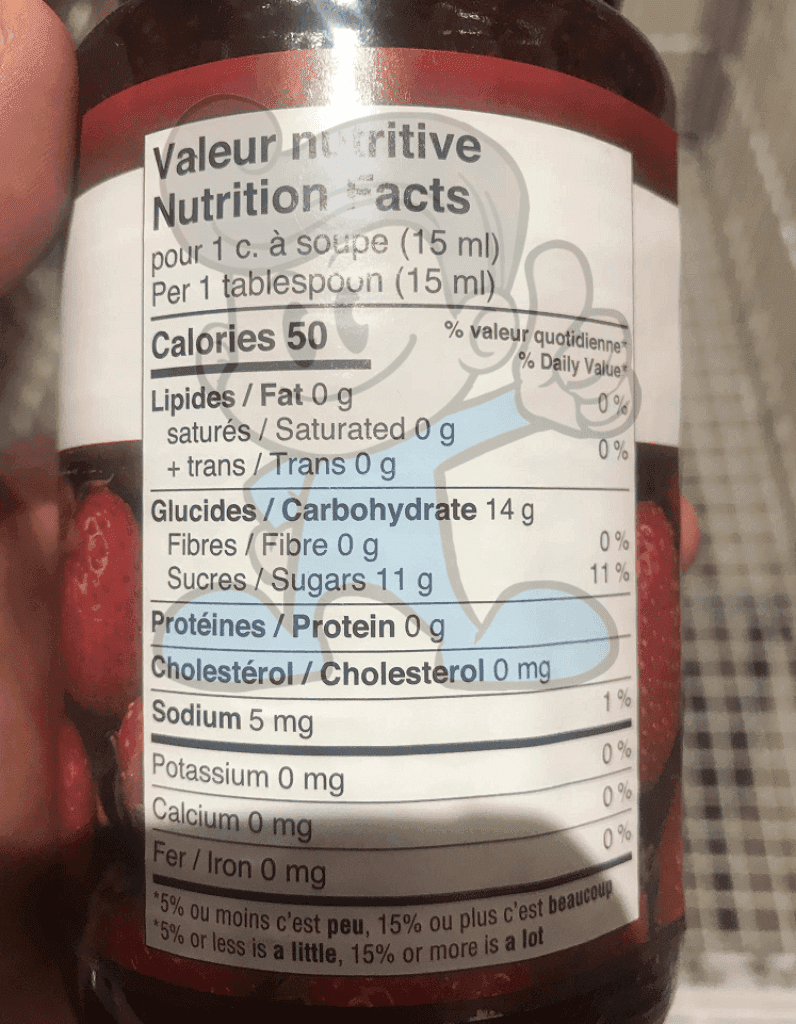 Valeur nutritive
Nutrition Facts
pour 1 c. à soupe (15 ml)
Per 1 tablespoon (15 ml)
Calories 50
% valeur quotidienne*
% Daily Value*
Lipides / Fat 0 g 0 %
saturés / Saturated 0 g
+ trans / Trans 0 g 0 %
Glucides / Carbohydrate 14 g
Fibres / Fibre 0 g 0 %
Sucres / Sugars 11 g 11 %
Protéines / Protein 0 g
Cholestérol / Cholesterol 0 mg
Sodium 5 mg 1 %
Potassium 0 mg 0 %
Calcium 0 mg 0 %
Fer / Iron 0 mg 0 %
*5% ou moins c'est peu, 15% ou plus c'est beaucoup
*5% or less is a little, 15% or more is a lot